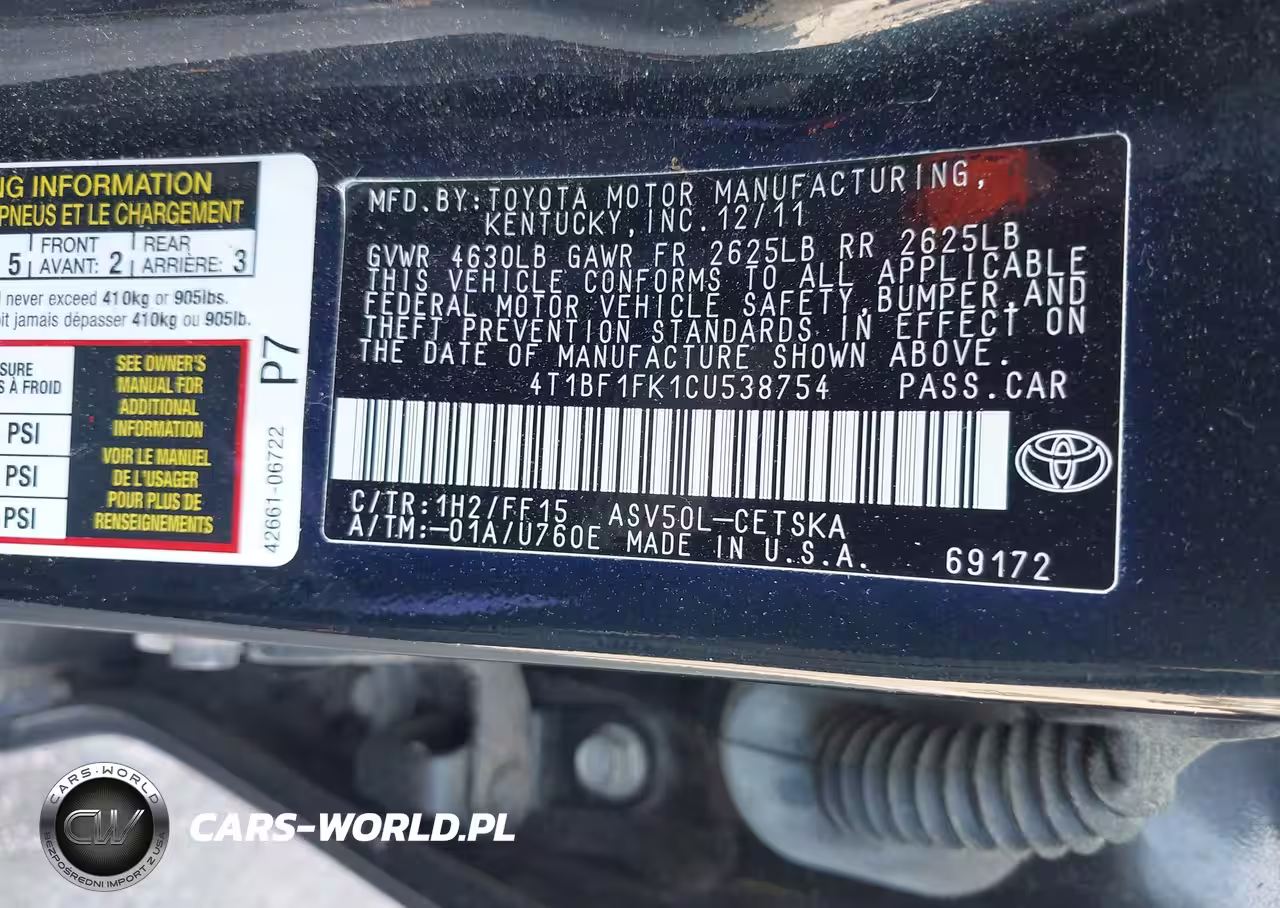 NG INFORMATION
PNEUS ET LE CHARGEMENT
5 FRONT AVANT: 2 REAR ARRIÈRE: 3
never exceed 410kg or 905lbs.
jamais dépasser 410kg ou 905lb.
SURE
À FROID
PSI
PSI
PSI
SEE OWNER'S
MANUAL FOR
ADDITIONAL
INFORMATION
VOIR LE MANUEL
DE L'USAGER
POUR PLUS DE
RENSEIGNEMENTS
P7
42661-06722
MFD.BY:TOYOTA MOTOR MANUFACTURING,
KENTUCKY,INC.12/11
GVWR 4630LB GAWR FR 2625LB RR 2625LB
THIS VEHICLE CONFORMS TO ALL APPLICABLE
FEDERAL MOTOR VEHICLE SAFETY,BUMPER,AND
THEFT PREVENTION STANDARDS IN EFFECT ON
THE DATE OF MANUFACTURE SHOWN ABOVE.
4T1BF1FK1CU538754 PASS.CAR
C/TR:1H2/FF15 ASV50L-CETSKA
A/TM:-01A/U760E MADE IN U.S.A.
69172
CARS-WORLD
CW
BEZPOŚREDNI IMPORT Z USA
CARS-WORLD.PL